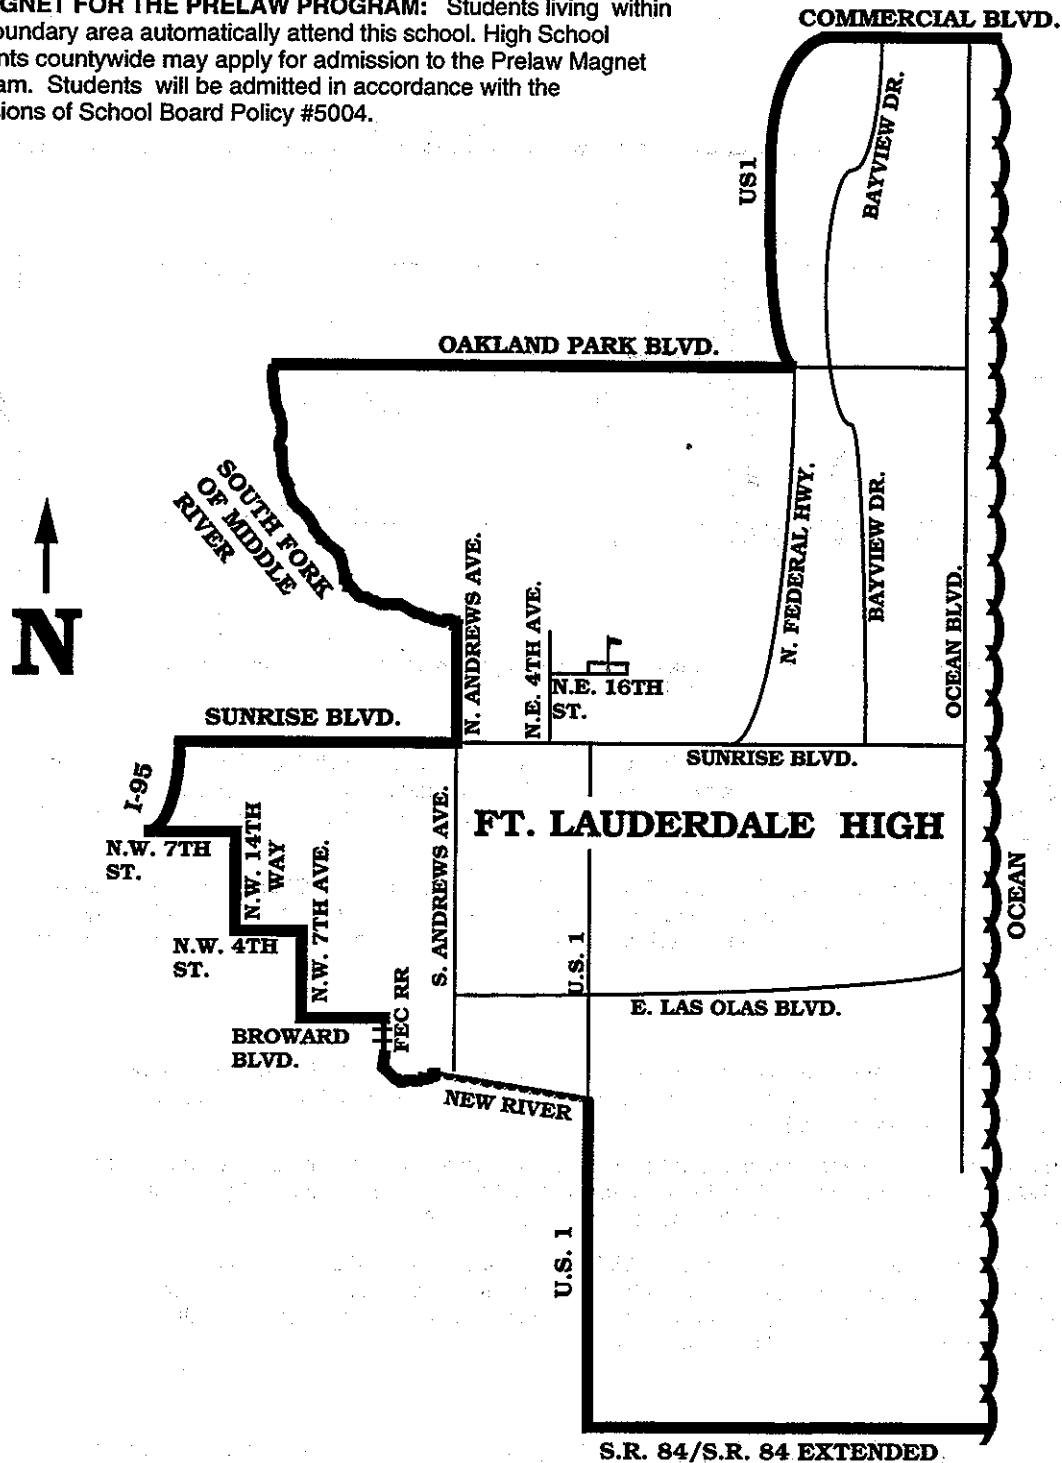 GNET FOR THE PRELAW PROGRAM: Students living within
oundary area automatically attend this school. High School
nts countywide may apply for admission to the Prelaw Magnet
am. Students will be admitted in accordance with the
sions of School Board Policy #5004.
COMMERCIAL BLVD.
US1
BAYVIEW DR.
OAKLAND PARK BLVD.
SOUTH FORK
OF MIDDLE
RIVER
N
N. ANDREWS AVE.
N.E. 4TH AVE.
N.E. 16TH
ST.
N. FEDERAL HWY.
BAYVIEW DR.
OCEAN BLVD.
SUNRISE BLVD.
SUNRISE BLVD.
I-95
N.W. 7TH
ST.
N.W. 14TH
WAY
N.W. 7TH AVE.
S. ANDREWS AVE.
FT. LAUDERDALE HIGH
OCEAN
N.W. 4TH
ST.
U.S. 1
E. LAS OLAS BLVD.
BROWARD
BLVD.
FEC RR
NEW RIVER
U.S. 1
S.R. 84/S.R. 84 EXTENDED